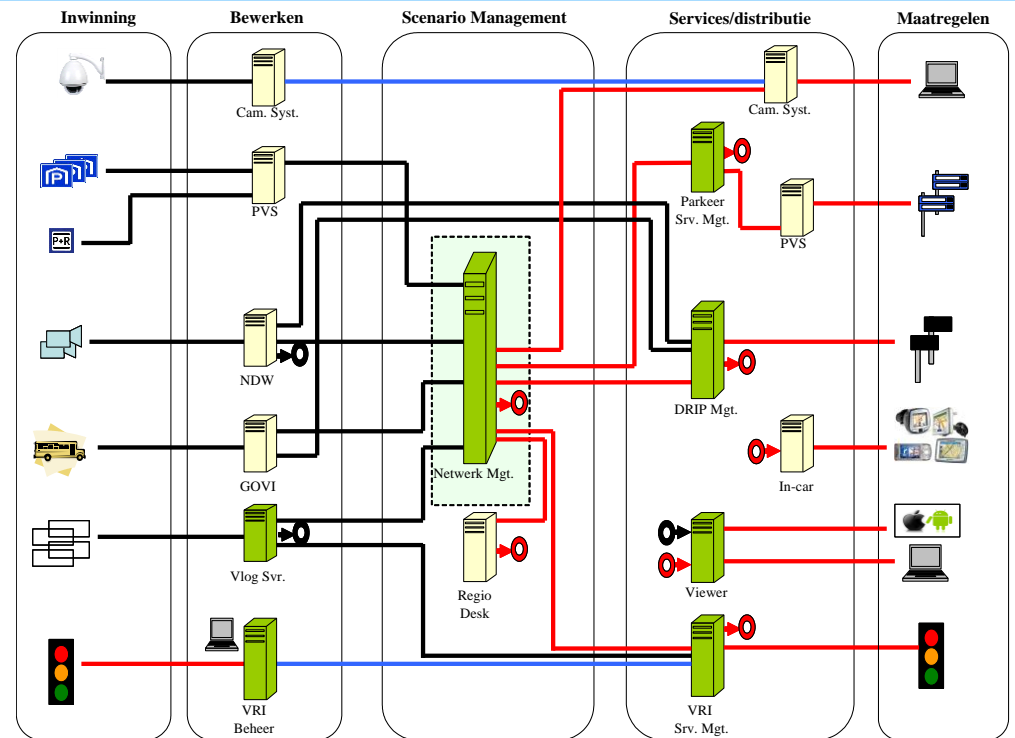 Inwinning
Bewerken
Scenario Management
Services/distributie
Maatregelen
Cam. Syst.
Cam. Syst.
P
PVS
Parkeer
Srv. Mgt.
P+R
PVS
NDW
DRIP Mgt.
GOVI
Netwerk Mgt.
In-car
Vlog Svr.
Regio
Desk
Viewer
VRI
Beheer
VRI
Srv. Mgt.